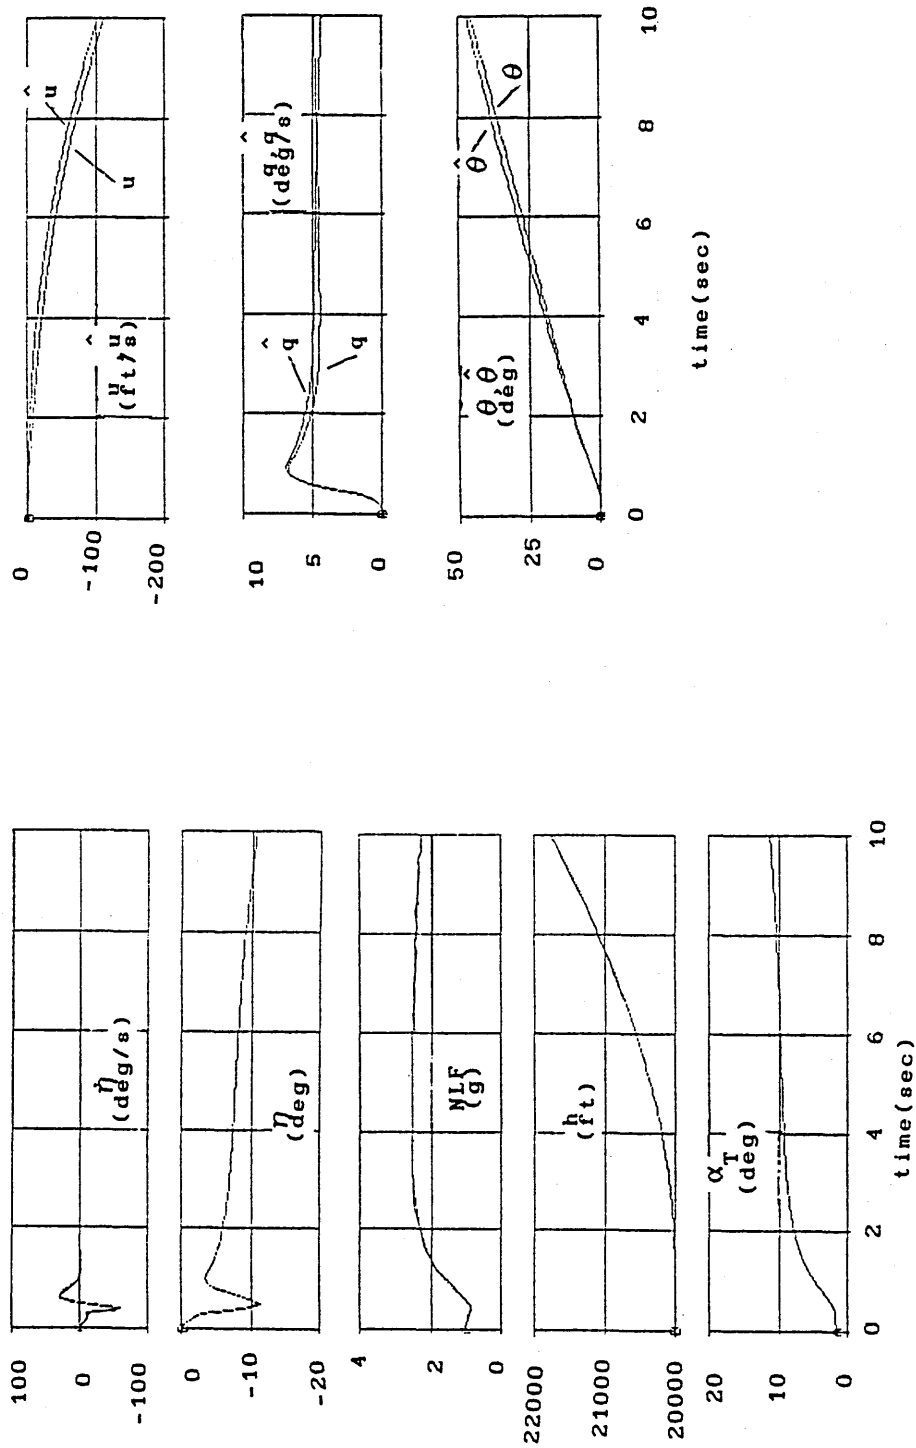 0
-100
-200
u, û
(ft/s)
û
u
10
5
0
q̂, q
(deg/s)
q̂
q
50
25
0
θ, θ̂
(deg)
θ̂
θ
0
2
4
6
8
10
time(sec)
100
0
-100
η̇
(deg/s)
0
-10
-20
η
(deg)
4
2
0
NLF
(g)
22000
21000
20000
h
(ft)
20
10
0
α_T
(deg)
0
2
4
6
8
10
time(sec)